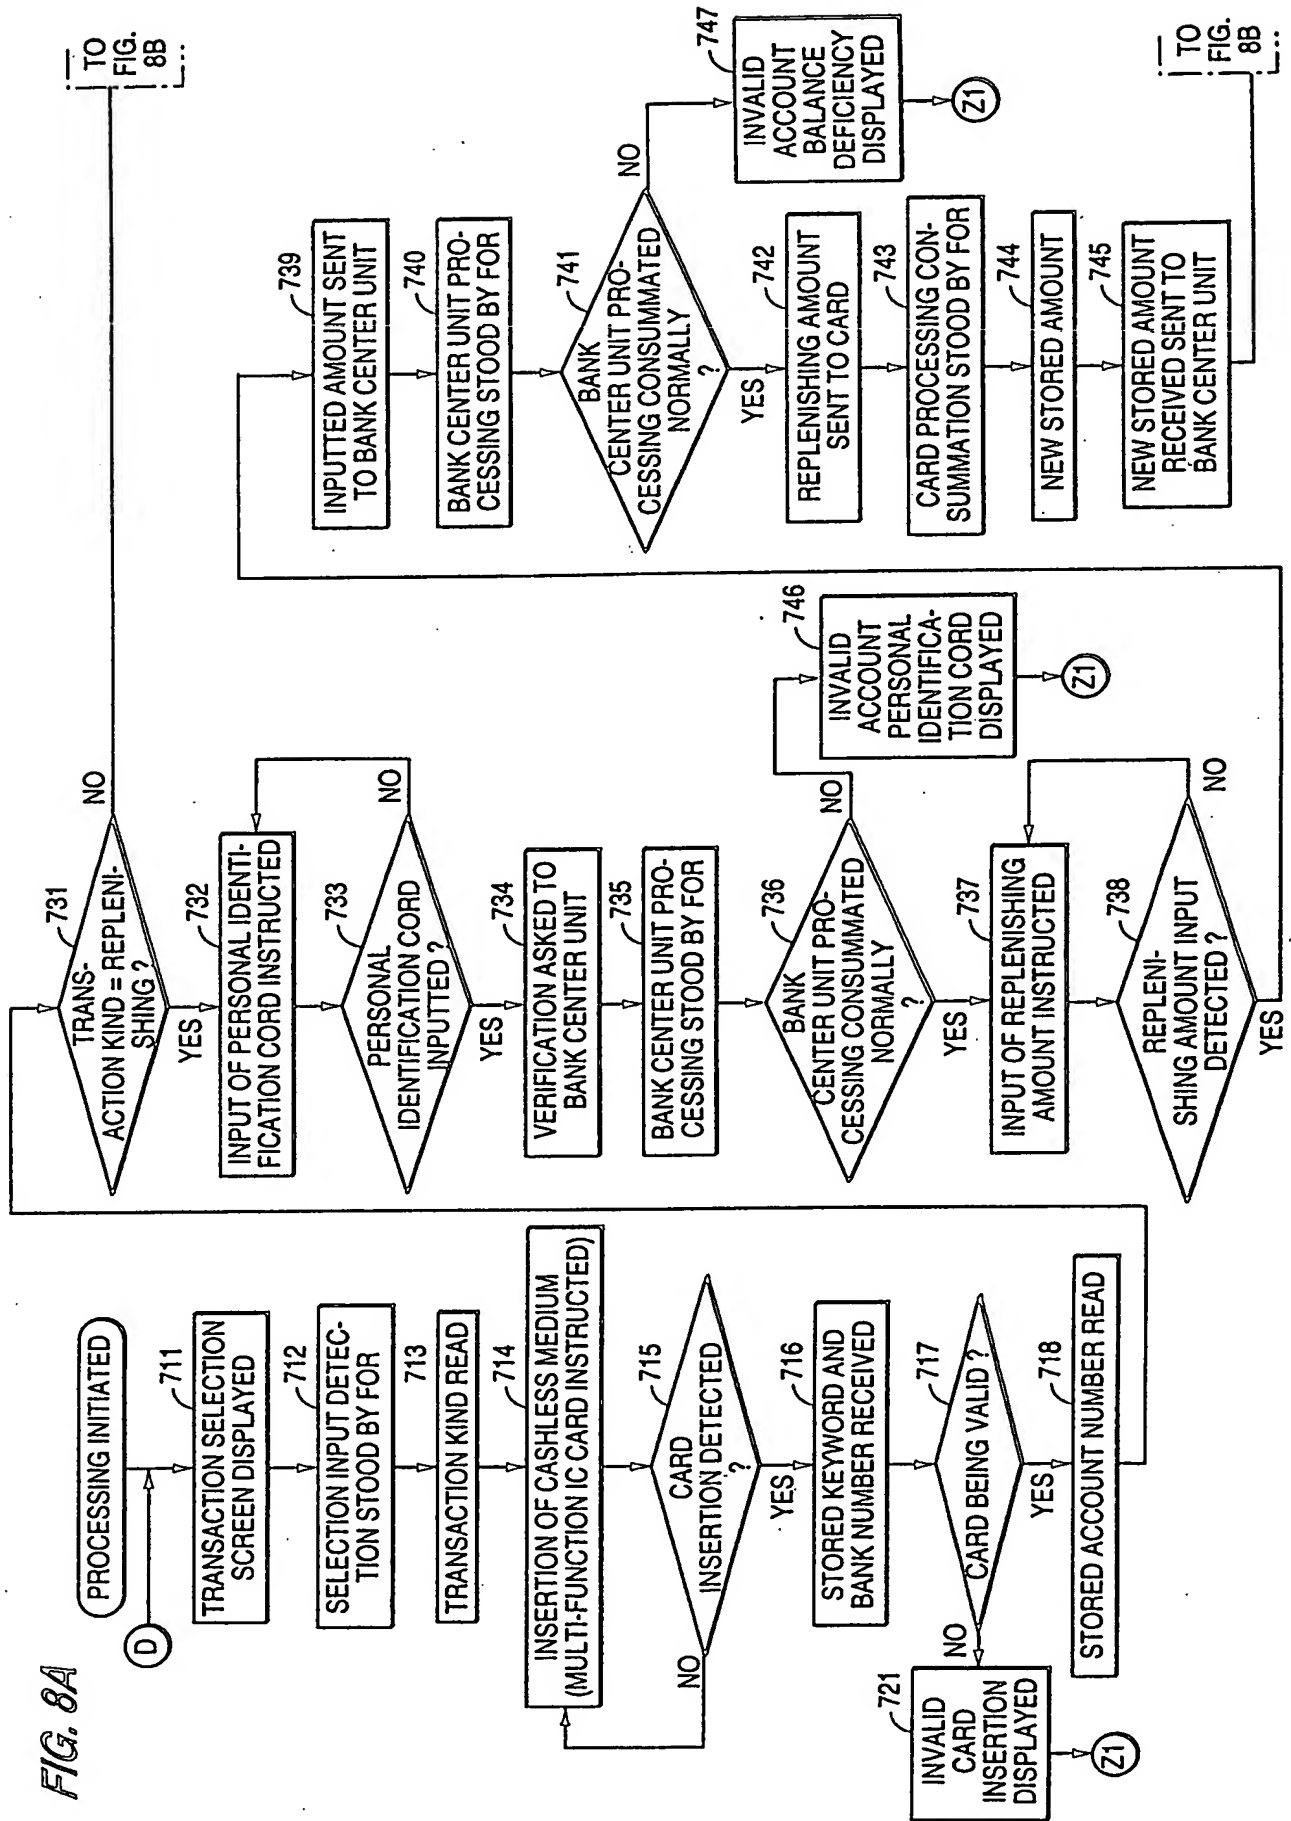 FIG. 8A
PROCESSING INITIATED
D
711
TRANSACTION SELECTION
SCREEN DISPLAYED
712
SELECTION INPUT DETEC-
TION STOOD BY FOR
713
TRANSACTION KIND READ
714
INSERTION OF CASHLESS MEDIUM
(MULTI-FUNCTION IC CARD INSTRUCTED)
715
CARD
INSERTION DETECTED
?
NO
YES
716
STORED KEYWORD AND
BANK NUMBER RECEIVED
717
CARD BEING VALID ?
NO
YES
721
INVALID
CARD
INSERTION
DISPLAYED
Z1
718
STORED ACCOUNT NUMBER READ
731
TRANS-
ACTION KIND = REPLENI-
SHING ?
NO
YES
TO
FIG.
8B
732
INPUT OF PERSONAL IDENTI-
FICATION CORD INSTRUCTED
733
PERSONAL
IDENTIFICATION CORD
INPUTTED ?
NO
YES
734
VERIFICATION ASKED TO
BANK CENTER UNIT
735
BANK CENTER UNIT PRO-
CESSING STOOD BY FOR
736
BANK
CENTER UNIT PRO-
CESSING CONSUMMATED
NORMALLY
?
NO
YES
746
INVALID
ACCOUNT
PERSONAL
IDENTIFICA-
TION CORD
DISPLAYED
Z1
737
INPUT OF REPLENISHING
AMOUNT INSTRUCTED
738
REPLENI-
SHING AMOUNT INPUT
DETECTED ?
NO
YES
739
INPUTTED AMOUNT SENT
TO BANK CENTER UNIT
740
BANK CENTER UNIT PRO-
CESSING STOOD BY FOR
741
BANK
CENTER UNIT PRO-
CESSING CONSUMMATED
NORMALLY
?
NO
YES
747
INVALID
ACCOUNT
BALANCE
DEFICIENCY
DISPLAYED
Z1
742
REPLENISHING AMOUNT
SENT TO CARD
743
CARD PROCESSING CON-
SUMMATION STOOD BY FOR
744
NEW STORED AMOUNT
745
NEW STORED AMOUNT
RECEIVED SENT TO
BANK CENTER UNIT
TO
FIG.
8B